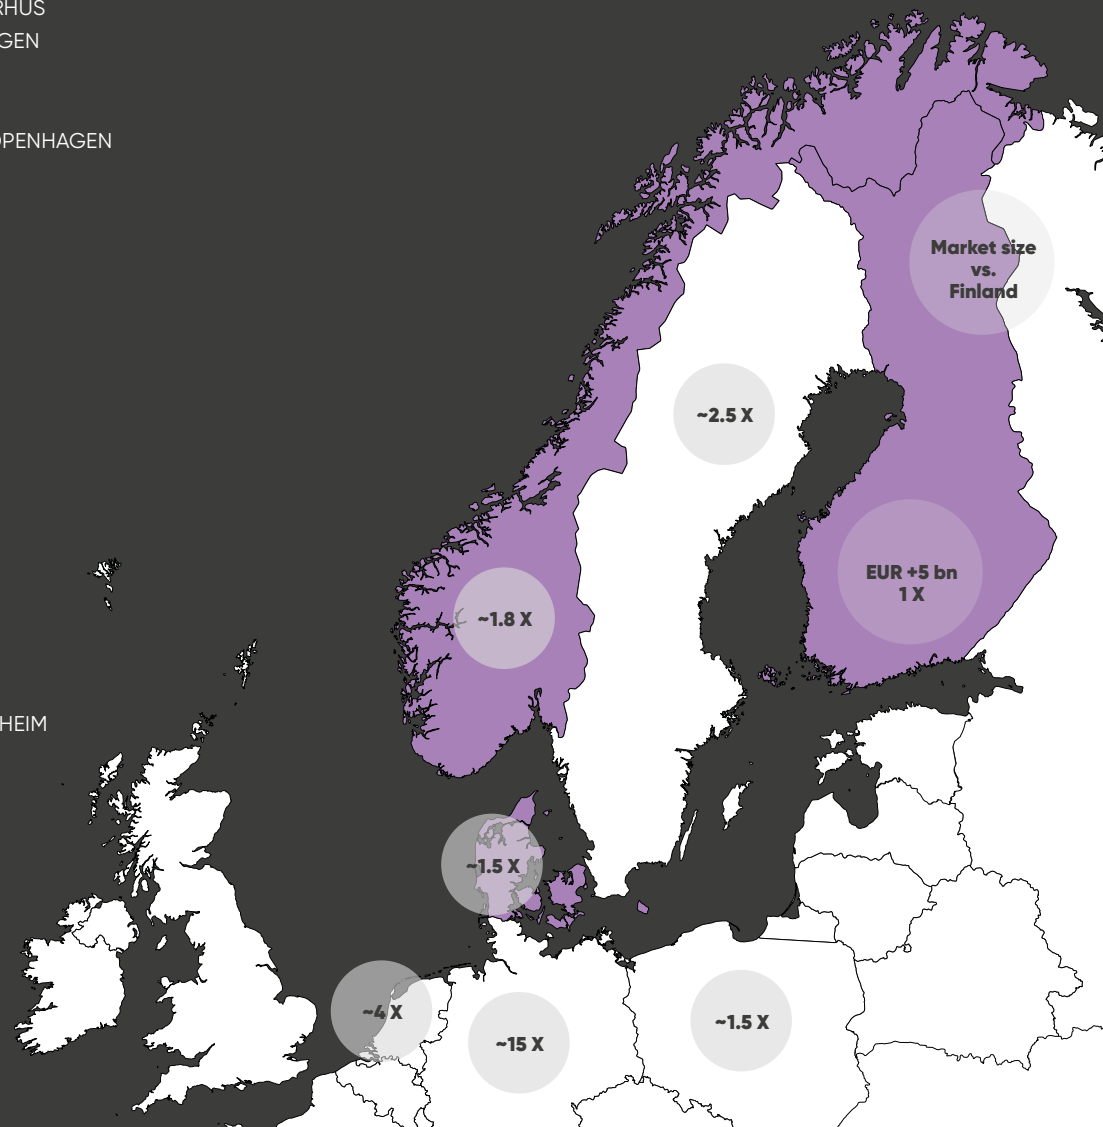 RHUS
GEN
PENHAGEN
Market size
vs.
Finland
~2.5 X
EUR +5 bn
1 X
~1.8 X
HEIM
~1.5 X
~4 X
~15 X
~1.5 X